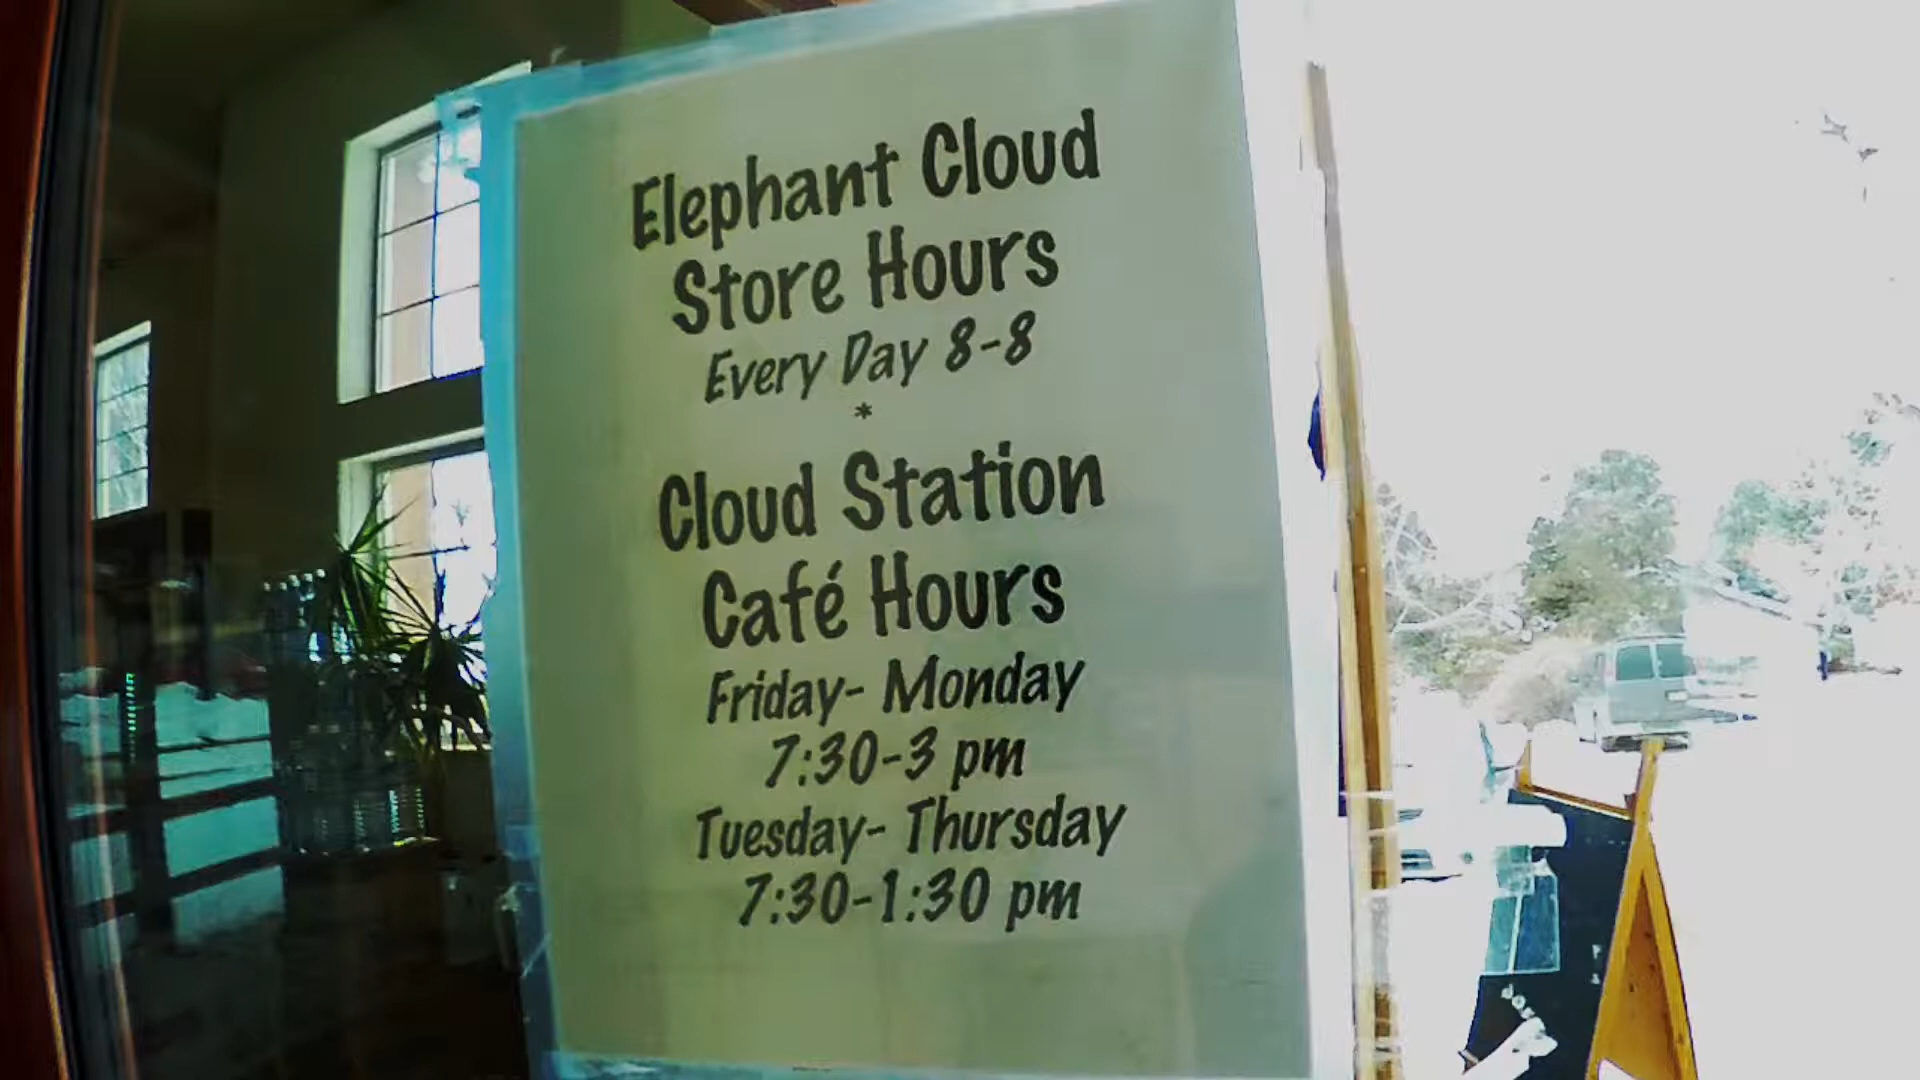 Elephant Cloud
Store Hours
Every Day 8-8
*
Cloud Station
Café Hours
Friday- Monday
7:30-3 pm
Tuesday- Thursday
7:30-1:30 pm